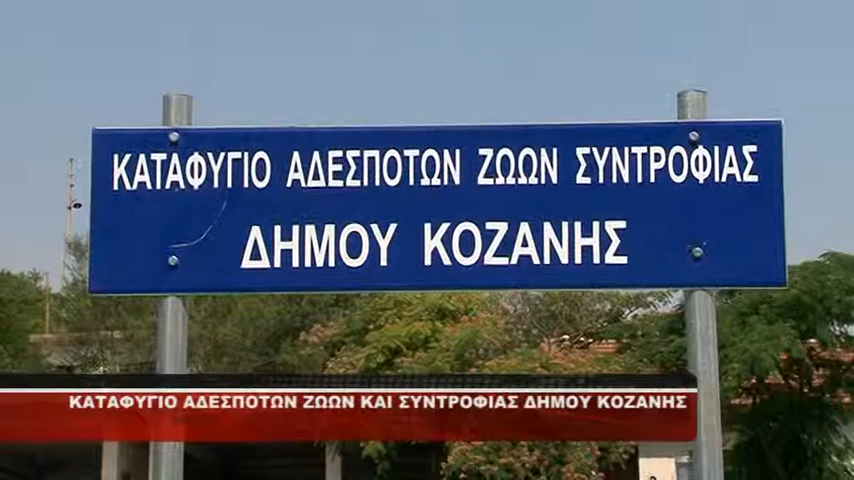 ΚΑΤΑΦΥΓΙΟ ΑΔΕΣΠΟΤΩΝ ΖΩΩΝ ΣΥΝΤΡΟΦΙΑΣ
ΔΗΜΟΥ ΚΟΖΑΝΗΣ
ΚΑΤΑΦΥΓΙΟ ΑΔΕΣΠΟΤΩΝ ΖΩΩΝ ΚΑΙ ΣΥΝΤΡΟΦΙΑΣ ΔΗΜΟΥ ΚΟΖΑΝΗΣ